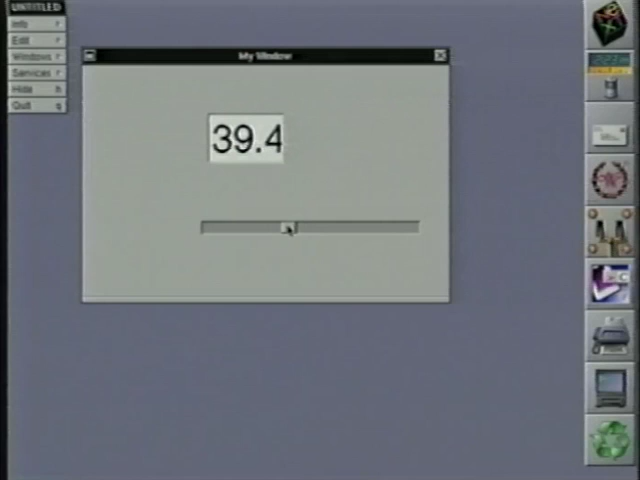 UNTITLED
Info
Edit r
Windows r
Services r
Hide h
Quit q
My Window
39.4